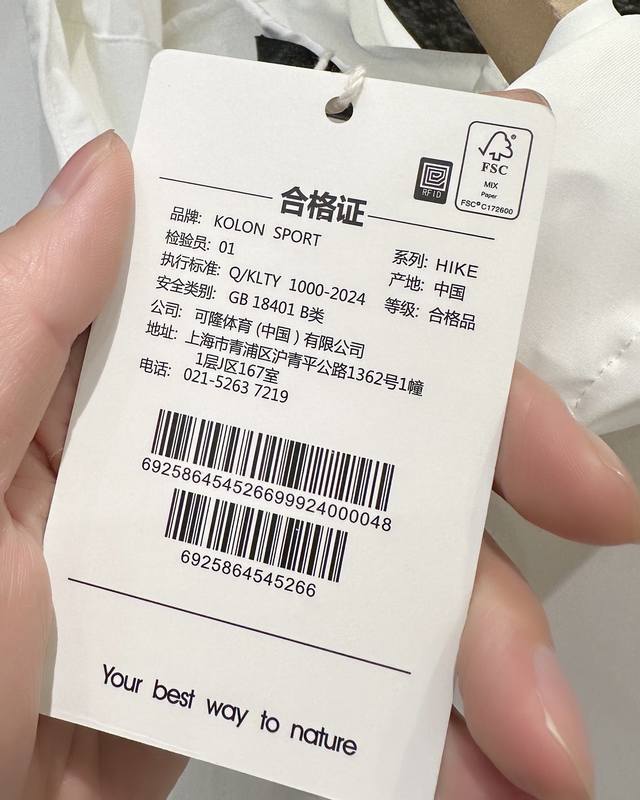 RFID
FSC®
MIX
Paper
FSC® C172600
合格证
品牌: KOLON SPORT
系列: HIKE
检验员: 01
产地: 中国
执行标准: Q/KLTY 1000-2024
等级: 合格品
安全类别: GB 18401 B类
公司: 可隆体育(中国)有限公司
地址: 上海市青浦区沪青平公路1362号1幢
1层J区167室
电话: 021-5263 7219
692586454526699924000048
6925864545266
Your best way to nature